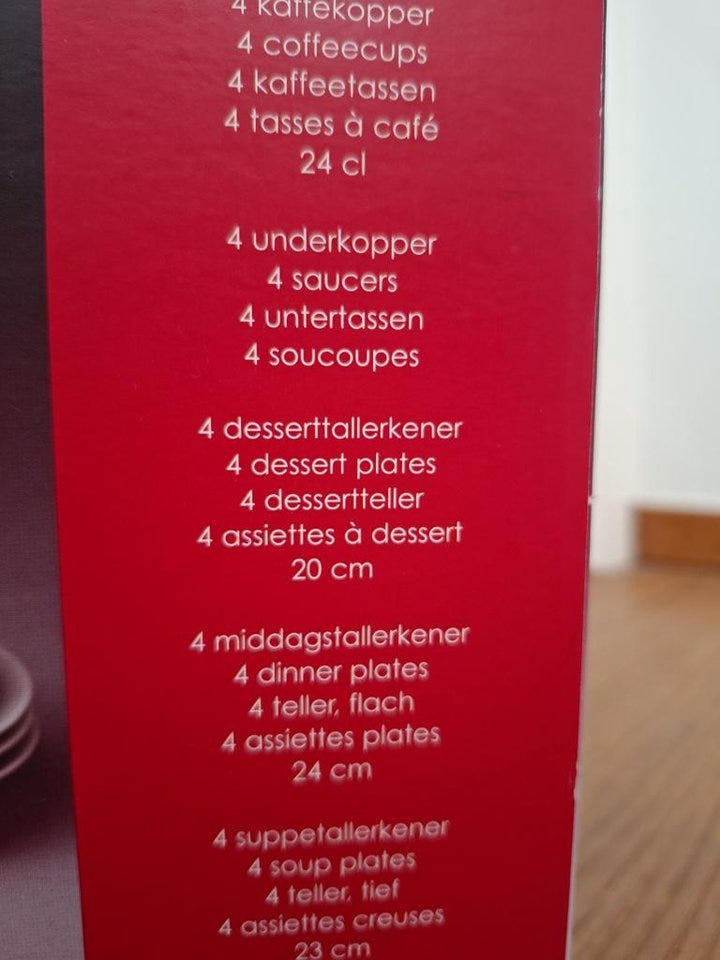 4 kaffekopper
4 coffeecups
4 kaffeetassen
4 tasses à café
24 cl
4 underkopper
4 saucers
4 untertassen
4 soucoupes
4 desserttallerkener
4 dessert plates
4 dessertteller
4 assiettes à dessert
20 cm
4 middagstallerkener
4 dinner plates
4 teller, flach
4 assiettes plates
24 cm
4 suppetallerkener
4 soup plates
4 teller, tief
4 assiettes creuses
23 cm